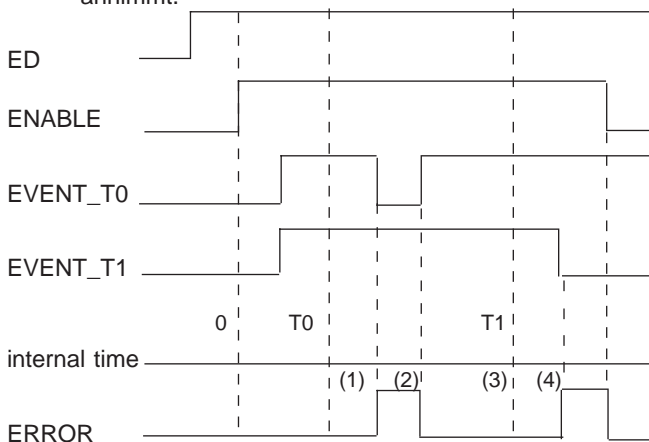 ED
ENABLE
EVENT_T0
EVENT_T1
0 T0 T1
internal time
(1) (2) (3) (4)
ERROR